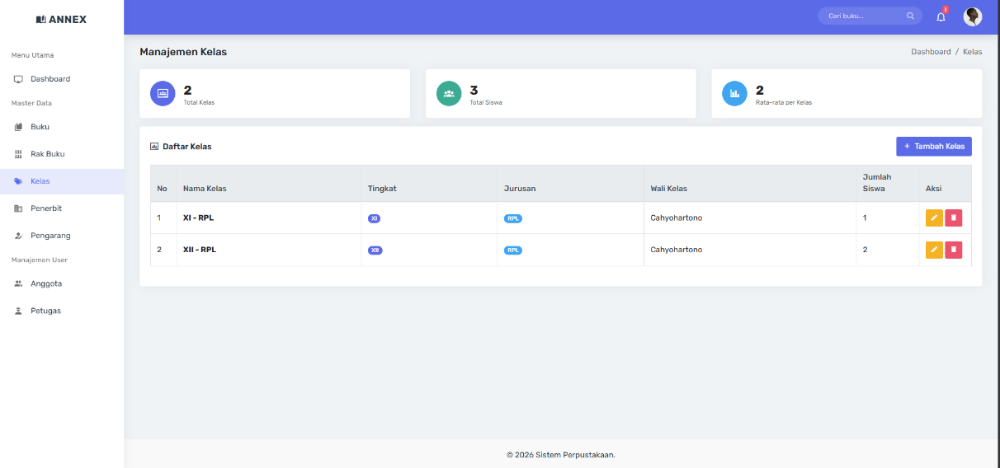 ANNEX
Cari buku...
1
Menu Utama
Dashboard
Master Data
Buku
Rak Buku
Kelas
Penerbit
Pengarang
Manajemen User
Anggota
Petugas
Manajemen Kelas
Dashboard / Kelas
2
Total Kelas
3
Total Siswa
2
Rata-rata per Kelas
Daftar Kelas
+ Tambah Kelas
No Nama Kelas Tingkat Jurusan Wali Kelas Jumlah Siswa Aksi
1 XI - RPL XI RPL Cahyohartono 1
2 XII - RPL XII RPL Cahyohartono 2
© 2026 Sistem Perpustakaan.